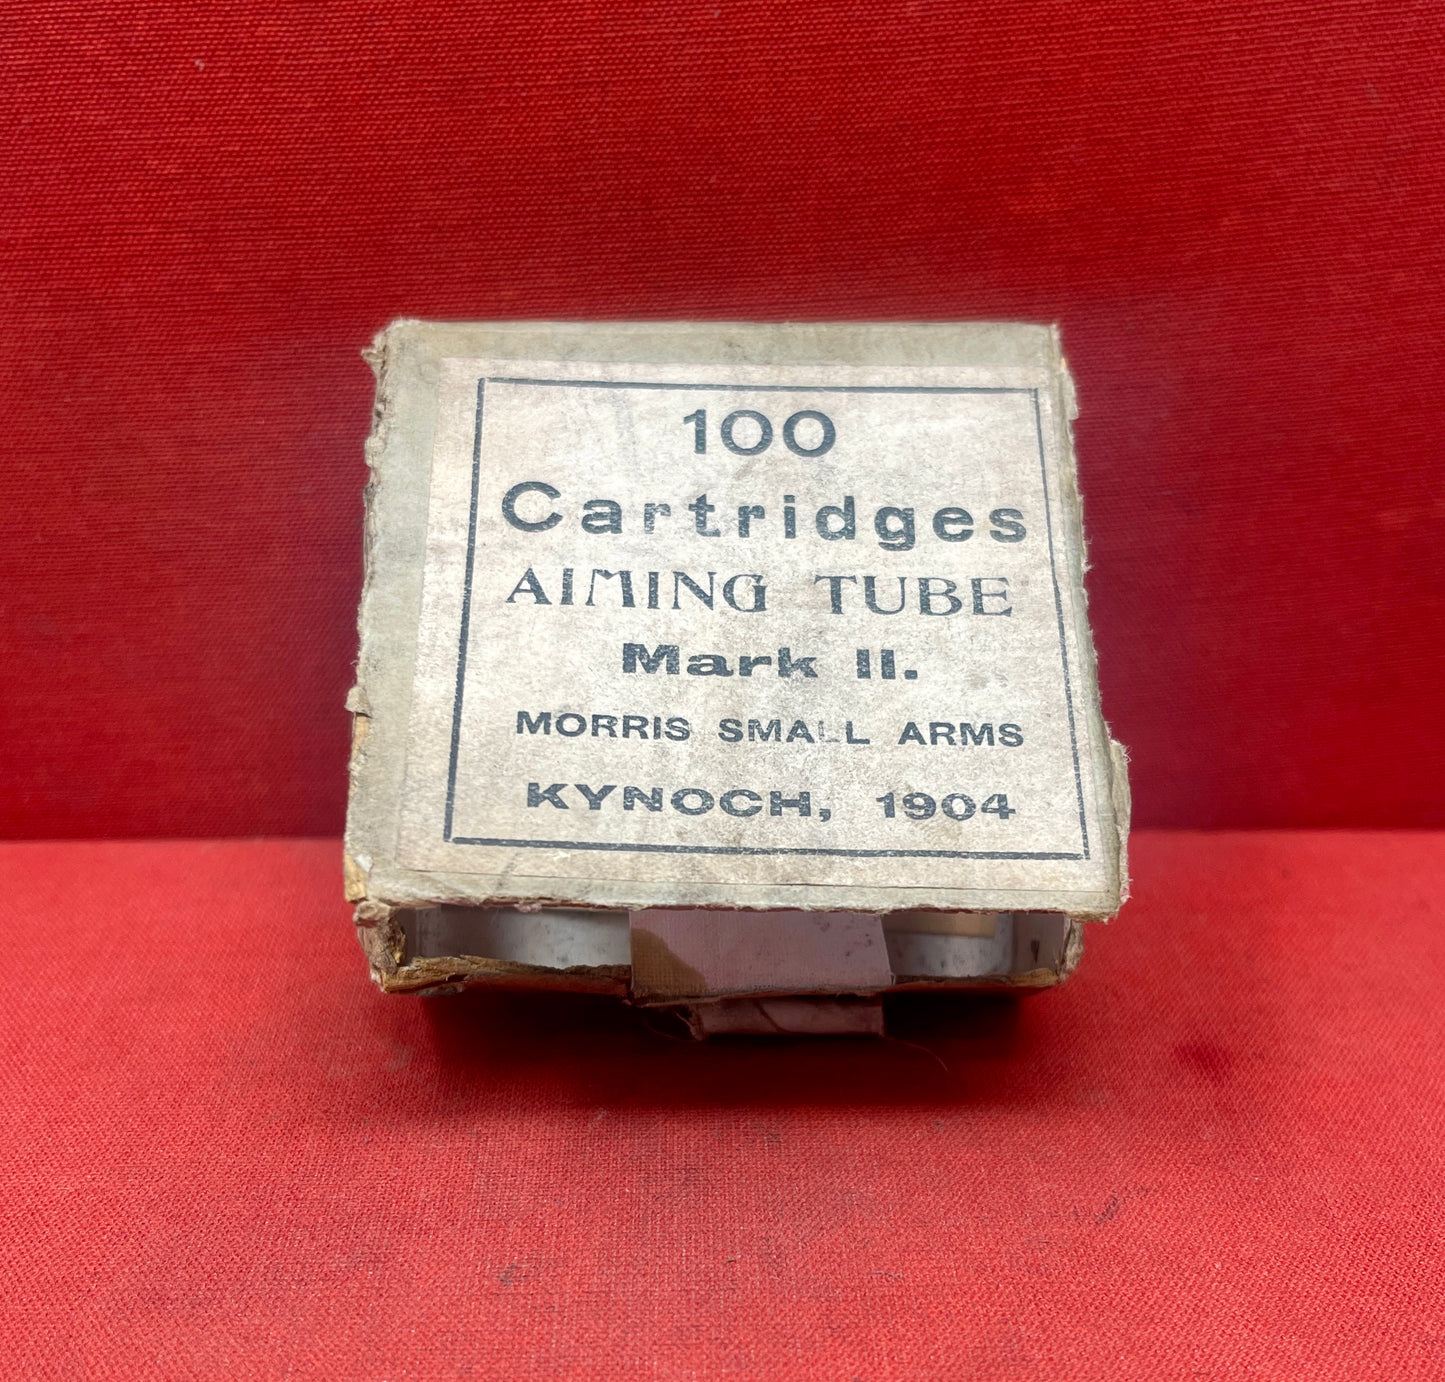 100
Cartridges
AIMING TUBE
Mark II.
MORRIS SMALL ARMS
KYNOCH, 1904